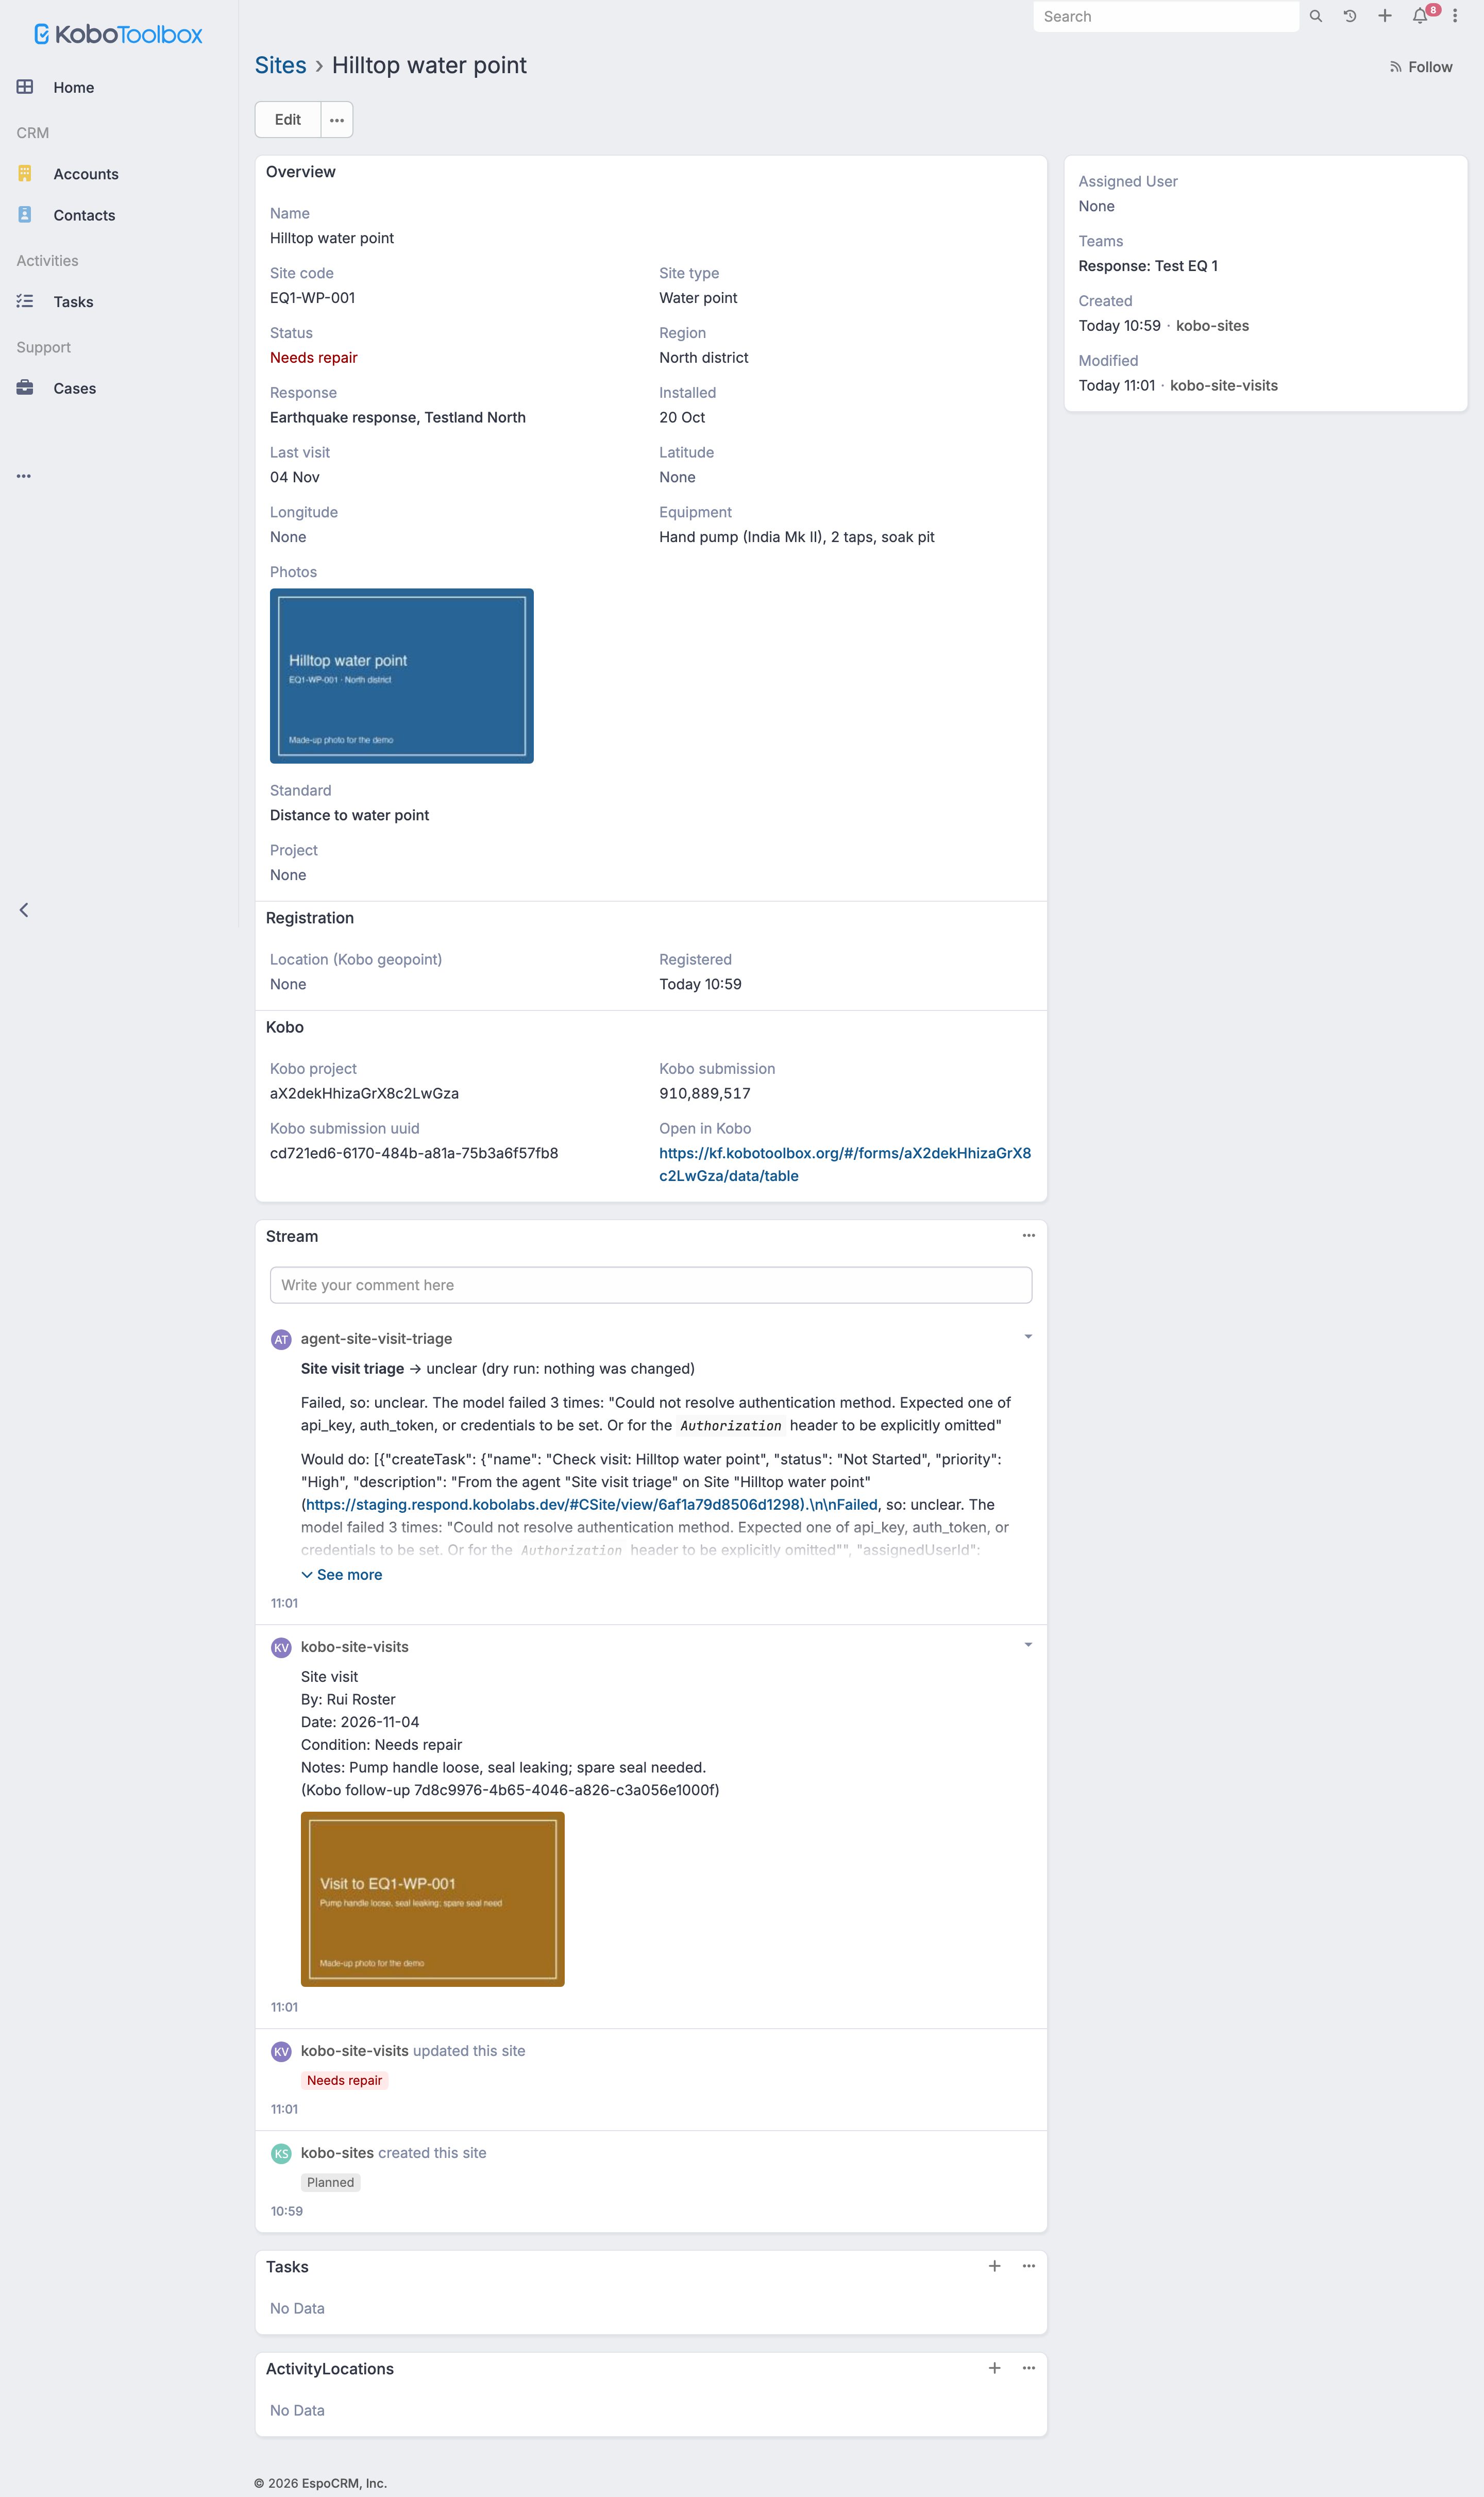 KoboToolbox
Search
8
Home
CRM
Accounts
Contacts
Activities
Tasks
Support
Cases
Sites › Hilltop water point
Follow
Edit
Overview
Name
Hilltop water point
Site code
EQ1-WP-001
Site type
Water point
Status
Needs repair
Region
North district
Response
Earthquake response, Testland North
Installed
20 Oct
Last visit
04 Nov
Latitude
None
Longitude
None
Equipment
Hand pump (India Mk II), 2 taps, soak pit
Photos
Hilltop water point
EQ1-WP-001 · North district
Made-up photo for the demo
Standard
Distance to water point
Project
None
Registration
Location (Kobo geopoint)
None
Registered
Today 10:59
Kobo
Kobo project
aX2dekHhizaGrX8c2LwGza
Kobo submission
910,889,517
Kobo submission uuid
cd721ed6-6170-484b-a81a-75b3a6f57fb8
Open in Kobo
https://kf.kobotoolbox.org/#/forms/aX2dekHhizaGrX8
c2LwGza/data/table
Assigned User
None
Teams
Response: Test EQ 1
Created
Today 10:59 · kobo-sites
Modified
Today 11:01 · kobo-site-visits
Stream
Write your comment here
AT
agent-site-visit-triage
Site visit triage → unclear (dry run: nothing was changed)
Failed, so: unclear. The model failed 3 times: "Could not resolve authentication method. Expected one of
api_key, auth_token, or credentials to be set. Or for the Authorization header to be explicitly omitted"
Would do: [{"createTask": {"name": "Check visit: Hilltop water point", "status": "Not Started", "priority":
"High", "description": "From the agent "Site visit triage" on Site "Hilltop water point"
(https://staging.respond.kobolabs.dev/#CSite/view/6af1a79d8506d1298).\n\nFailed, so: unclear. The
model failed 3 times: "Could not resolve authentication method. Expected one of api_key, auth_token, or
credentials to be set. Or for the Authorization header to be explicitly omitted"", "assignedUserId":
See more
11:01
KV
kobo-site-visits
Site visit
By: Rui Roster
Date: 2026-11-04
Condition: Needs repair
Notes: Pump handle loose, seal leaking; spare seal needed.
(Kobo follow-up 7d8c9976-4b65-4046-a826-c3a056e1000f)
Visit to EQ1-WP-001
Pump handle loose, seal leaking; spare seal need
Made-up photo for the demo
11:01
KV
kobo-site-visits updated this site
Needs repair
11:01
KS
kobo-sites created this site
Planned
10:59
Tasks
No Data
ActivityLocations
No Data
© 2026 EspoCRM, Inc.